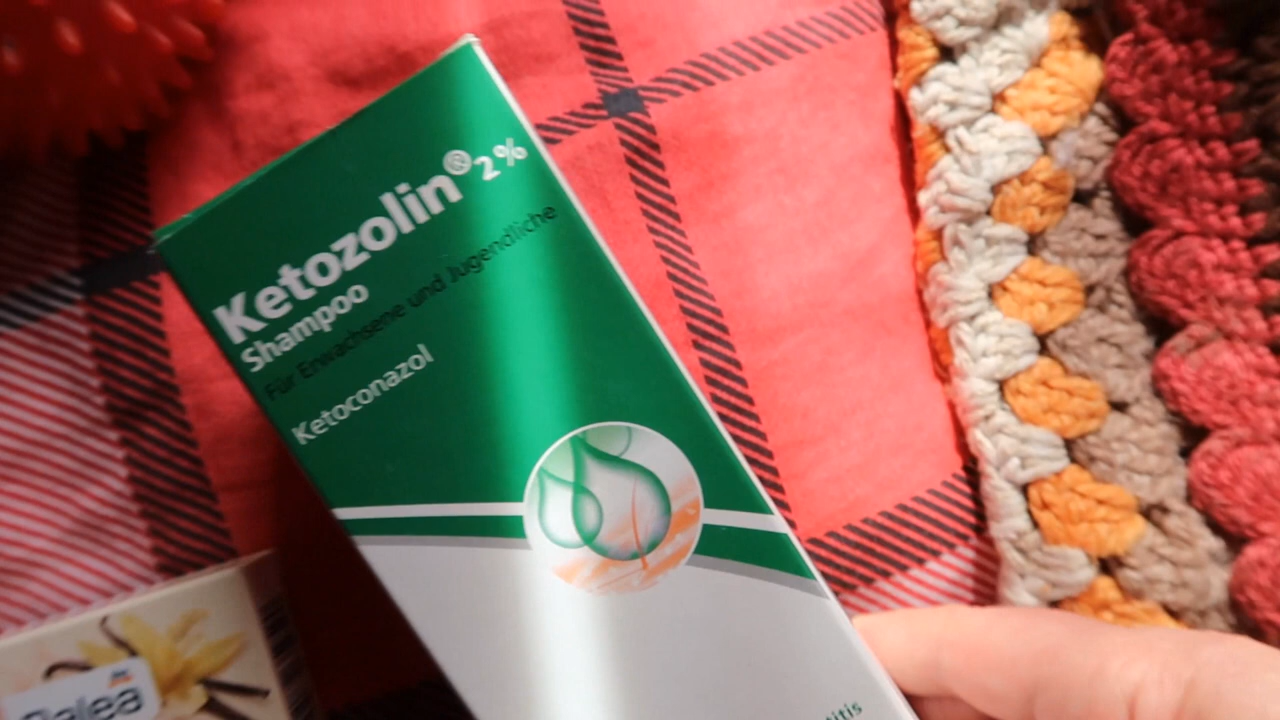 Ketozolin® 2%
Shampoo
Für Erwachsene und Jugendliche
Ketoconazol
Balea